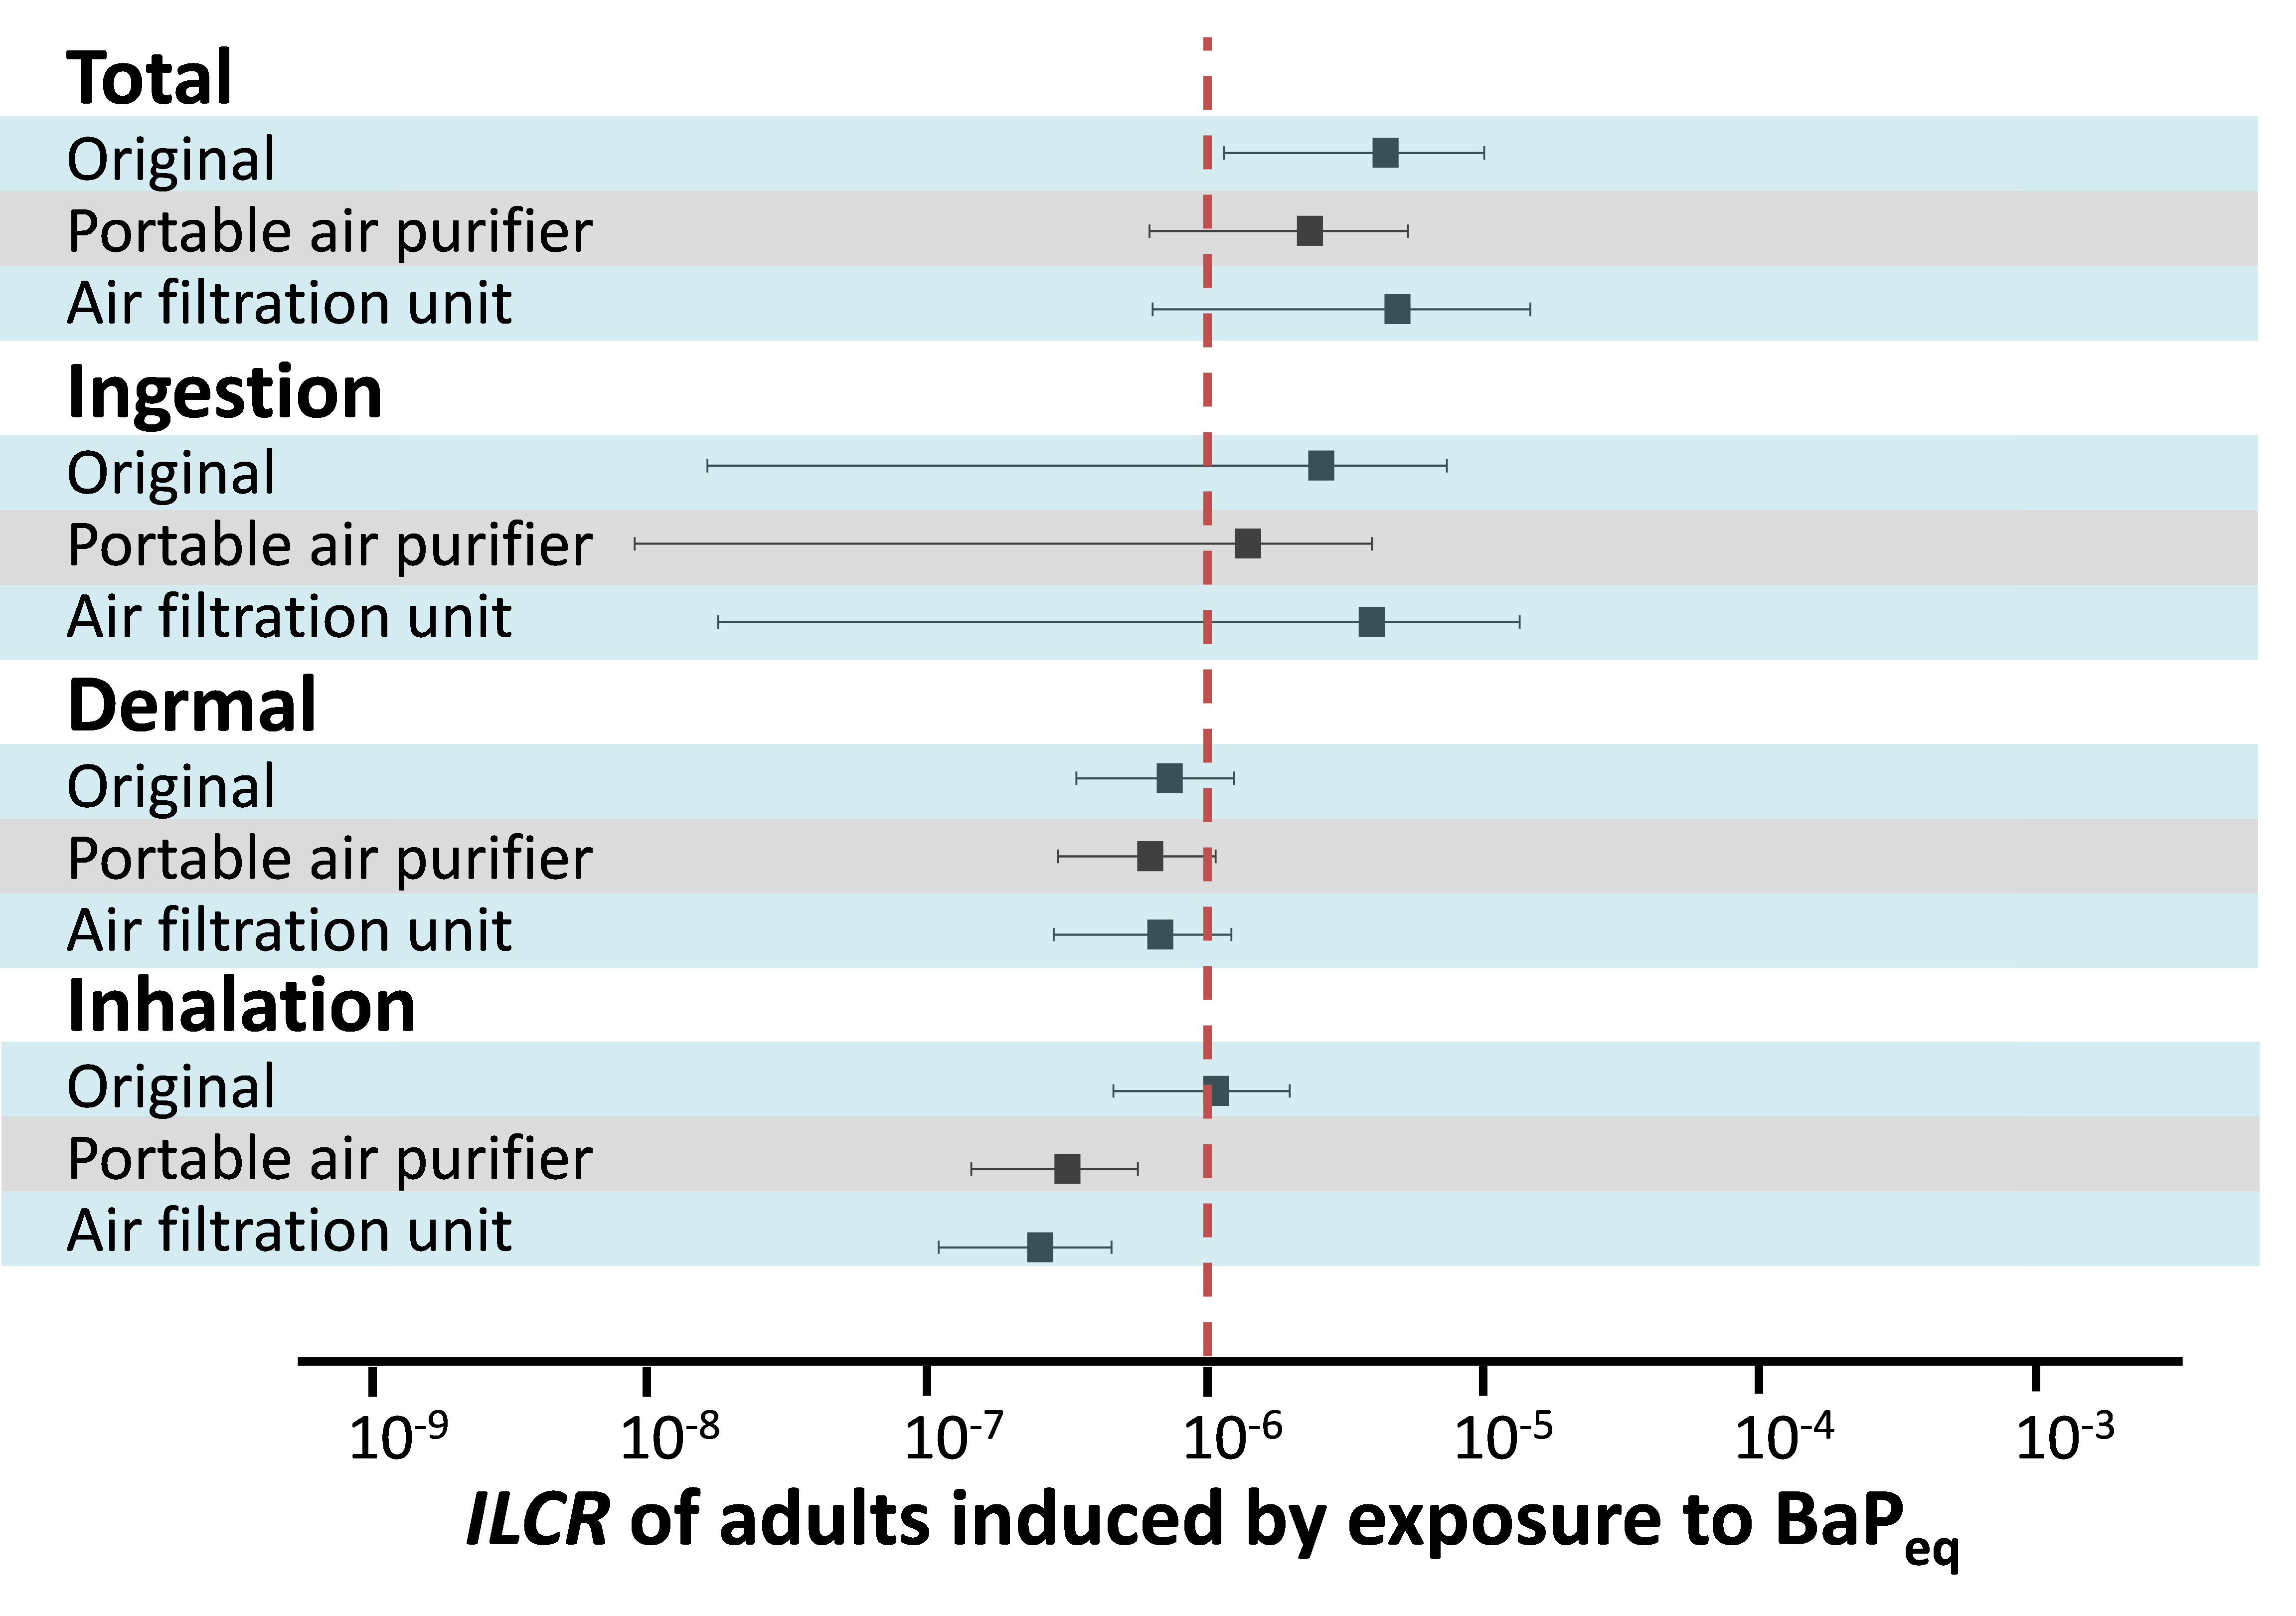 Total
Original
Portable air purifier
Air filtration unit
Ingestion
Original
Portable air purifier
Air filtration unit
Dermal
Original
Portable air purifier
Air filtration unit
Inhalation
Original
Portable air purifier
Air filtration unit
10⁻⁹ 10⁻⁸ 10⁻⁷ 10⁻⁶ 10⁻⁵ 10⁻⁴ 10⁻³
ILCR of adults induced by exposure to BaPeq